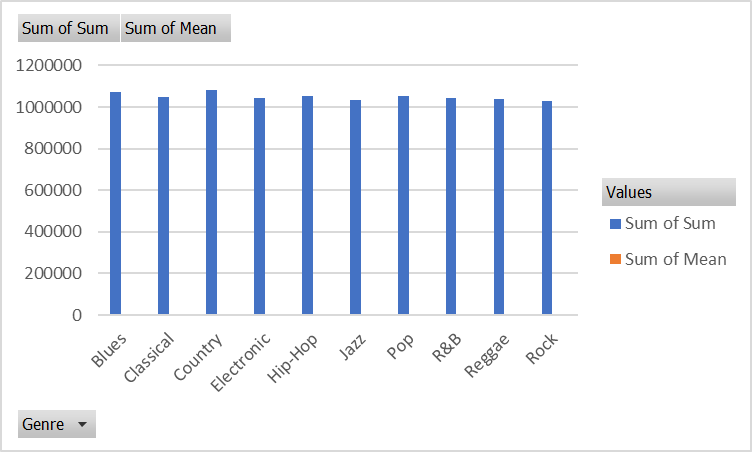 Sum of Sum Sum of Mean
1200000
1000000
800000
600000
400000
200000
0
Blues Classical Country Electronic Hip-Hop Jazz Pop R&B Reggae Rock
Values
Sum of Sum
Sum of Mean
Genre